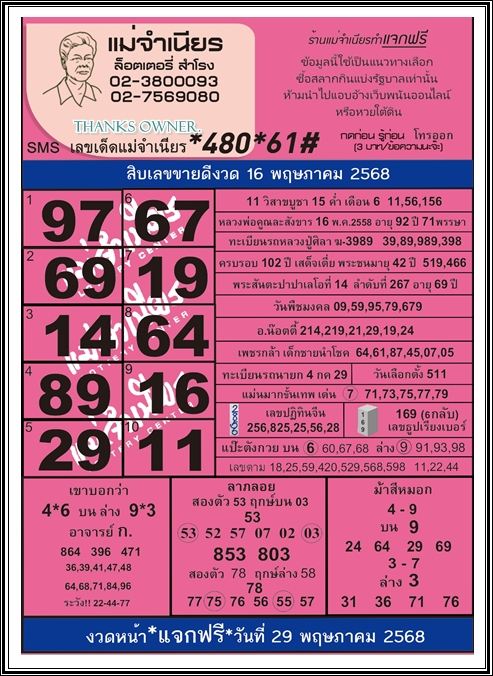 แม่จำเนียร
ล็อตเตอรี่ สำโรง
02-3800093
02-7569080
THANKS OWNER.
SMS เลขเด็ดแม่จำเนียร *480*61#
ร้านแม่จำเนียรทำแจกฟรี
ข้อมูลนี้ใช้เป็นแนวทางเลือก
ซื้อสลากกินแบ่งรัฐบาลเท่านั้น
ห้ามนำไปแอบอ้างเว็บพนันออนไลน์
หรือหวยใต้ดิน
กดก่อน รู้ก่อน โทรออก
(3 บาท/ข้อความนะจ๊ะ)
สิบเลขขายดีงวด 16 พฤษภาคม 2568
1 97 6 67
2 69 7 19
3 14 8 64
4 89 9 16
5 29 10 11
แม่จำเนียร
LOTTERY CENTER
11 วิสาขบูชา 15 ค่ำ เดือน 6 11,56,156
หลวงพ่อคูณละสังขาร 16 พ.ค.2558 อายุ 92 ปี 71พรรษา
ทะเบียนรถหลวงปู่ศิลา ฆ-3989 39,89,989,398
ครบรอบ 102 ปี เสด็จเตี่ย พระชนมายุ 42 ปี 519,466
พระสันตะปาปาเลโอที่ 14 ลำดับที่ 267 อายุ 69 ปี
วันพืชมงคล 09,59,95,79,679
อ.น๊อตตี้ 214,219,21,29,19,24
เพชรกล้า เด็กชายนำโชค 64,61,87,45,07,05
ทะเบียนรถนายก 4 กด 29 วันเลือกตั้ง 511
แม่นมากขั้นเทพ เด่น 7 71,73,75,77,79
เลขปฏิทินจีน
256,825,25,56,28
169
169 (6กลับ)
เลขธูปเรียงเบอร์
แป๊ะตังกวย บน 6 60,67,68 ล่าง 9 91,93,98
เลขตาม 18,25,59,420,529,568,598 11,22,44
เขาบอกว่า
4*6 บน ล่าง 9*3
อาจารย์ ก.
864 396 471
36,39,41,47,48
64,68,71,84,96
ระวัง!! 22-44-77
ลาภลอย
สองตัว 53 ฤกษ์บน 03
53
53 52 57 07 02 03
853 803
สองตัว 78 ฤกษ์ล่าง 58
78
77 75 76 56 55 57
ม้าสีหมอก
4 - 9
บน 9
24 64 29 69
3 - 7
ล่าง 3
31 36 71 76
งวดหน้า*แจกฟรี*วันที่ 29 พฤษภาคม 2568